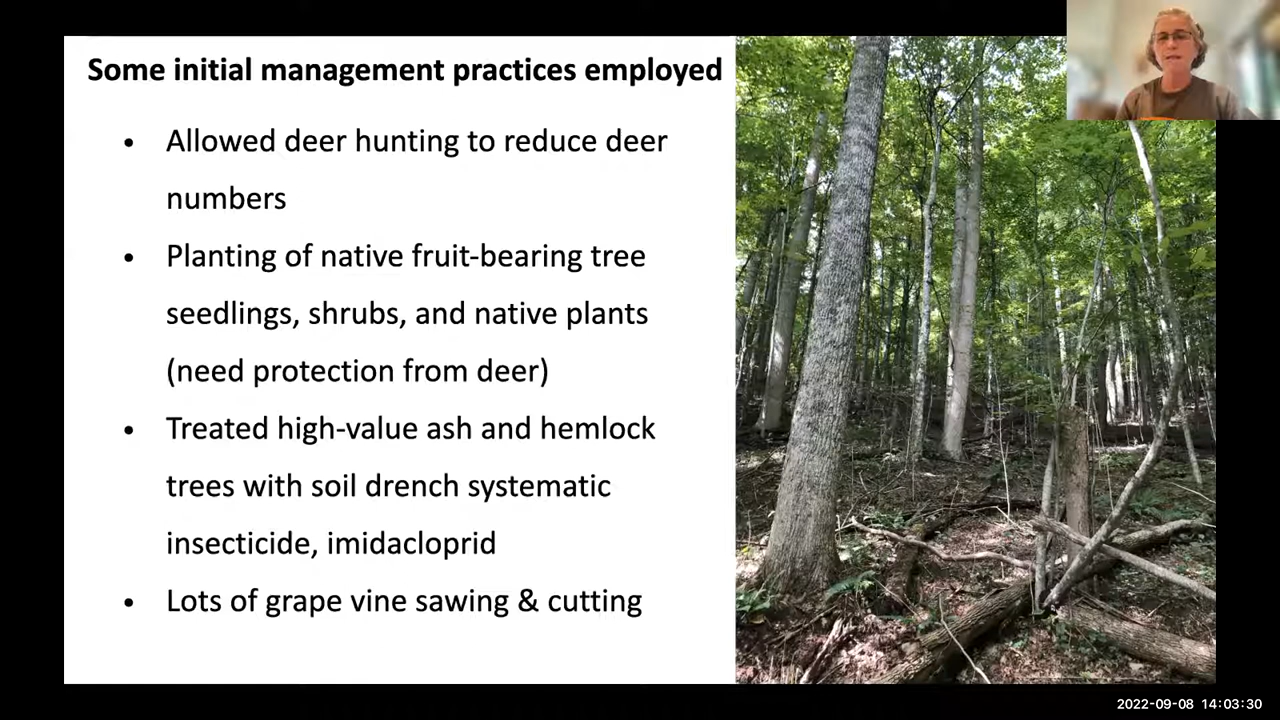 Some initial management practices employed
• Allowed deer hunting to reduce deer
numbers
• Planting of native fruit-bearing tree
seedlings, shrubs, and native plants
(need protection from deer)
• Treated high-value ash and hemlock
trees with soil drench systematic
insecticide, imidacloprid
• Lots of grape vine sawing & cutting
2022-09-08 14:03:30